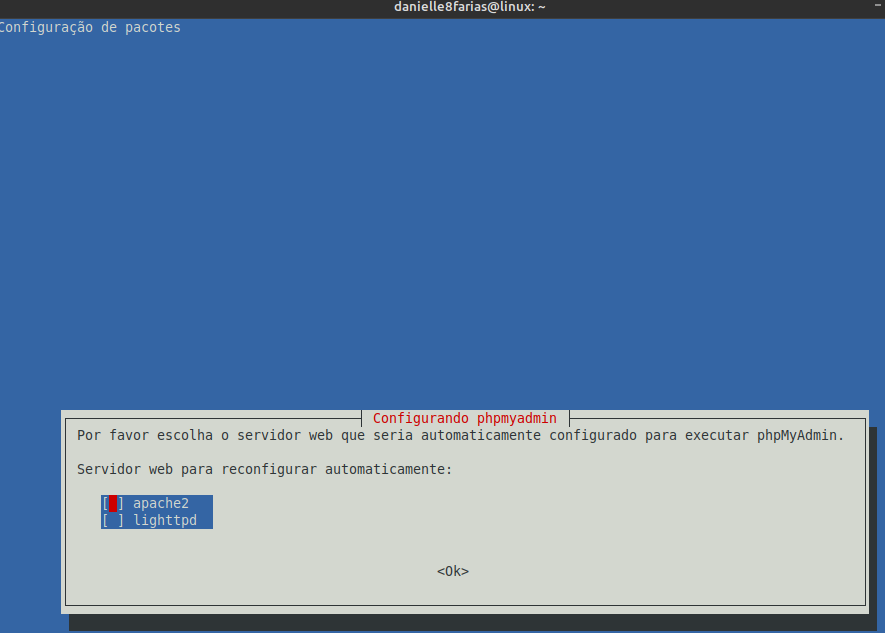 danielle8farias@linux: ~
Configuração de pacotes
Configurando phpmyadmin
Por favor escolha o servidor web que seria automaticamente configurado para executar phpMyAdmin.
Servidor web para reconfigurar automaticamente:
[ ] apache2
[ ] lighttpd
<Ok>